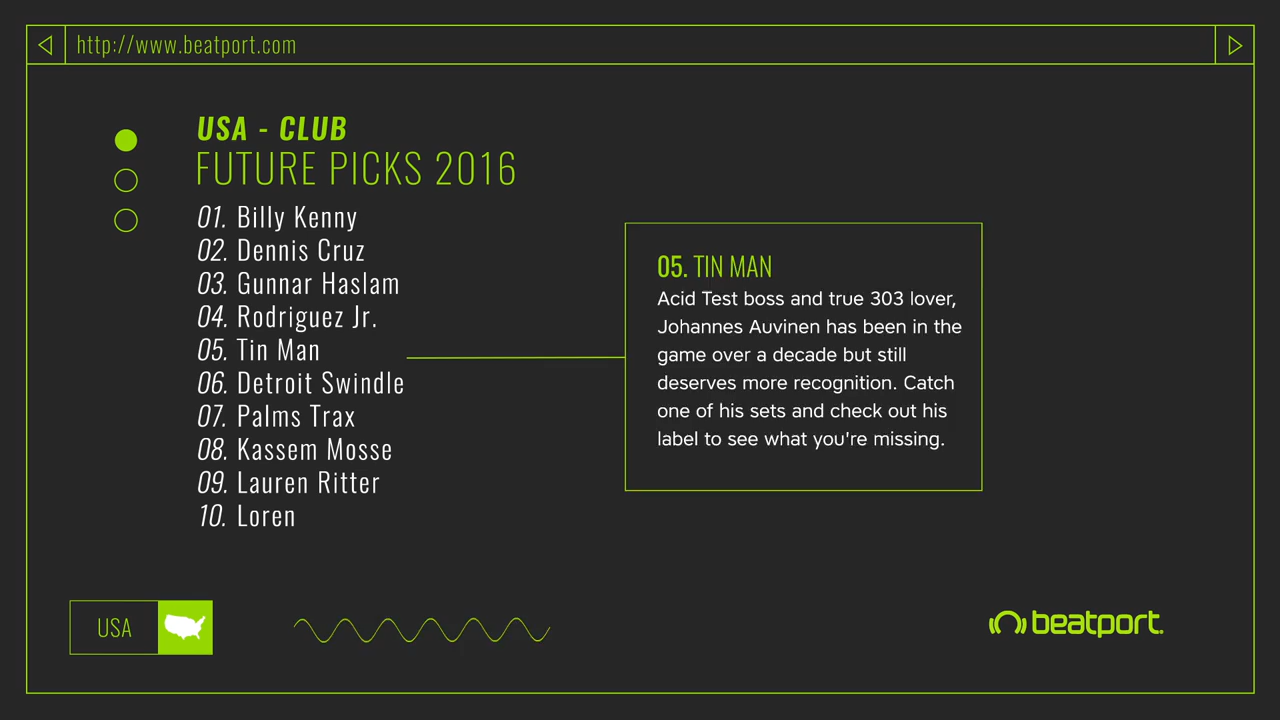 http://www.beatport.com
USA - CLUB
FUTURE PICKS 2016
01. Billy Kenny
02. Dennis Cruz
03. Gunnar Haslam
04. Rodriguez Jr.
05. Tin Man
06. Detroit Swindle
07. Palms Trax
08. Kassem Mosse
09. Lauren Ritter
10. Loren
05. TIN MAN
Acid Test boss and true 303 lover,
Johannes Auvinen has been in the
game over a decade but still
deserves more recognition. Catch
one of his sets and check out his
label to see what you're missing.
USA
beatport.